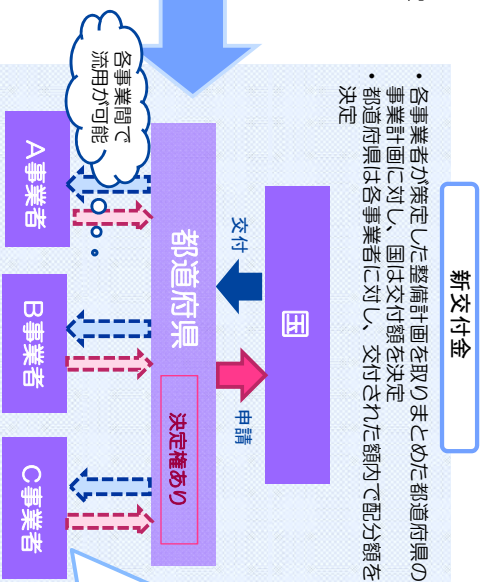 新交付金
・各事業者が策定した整備計画を取りまとめた都道府県の
事業計画に対し、国は交付額を決定
・都道府県は各事業者に対し、交付された額内で配分額を
決定
国
交付
申請
都道府県
決定権あり
各事業間で
流用が可能
A事業者
B事業者
C事業者